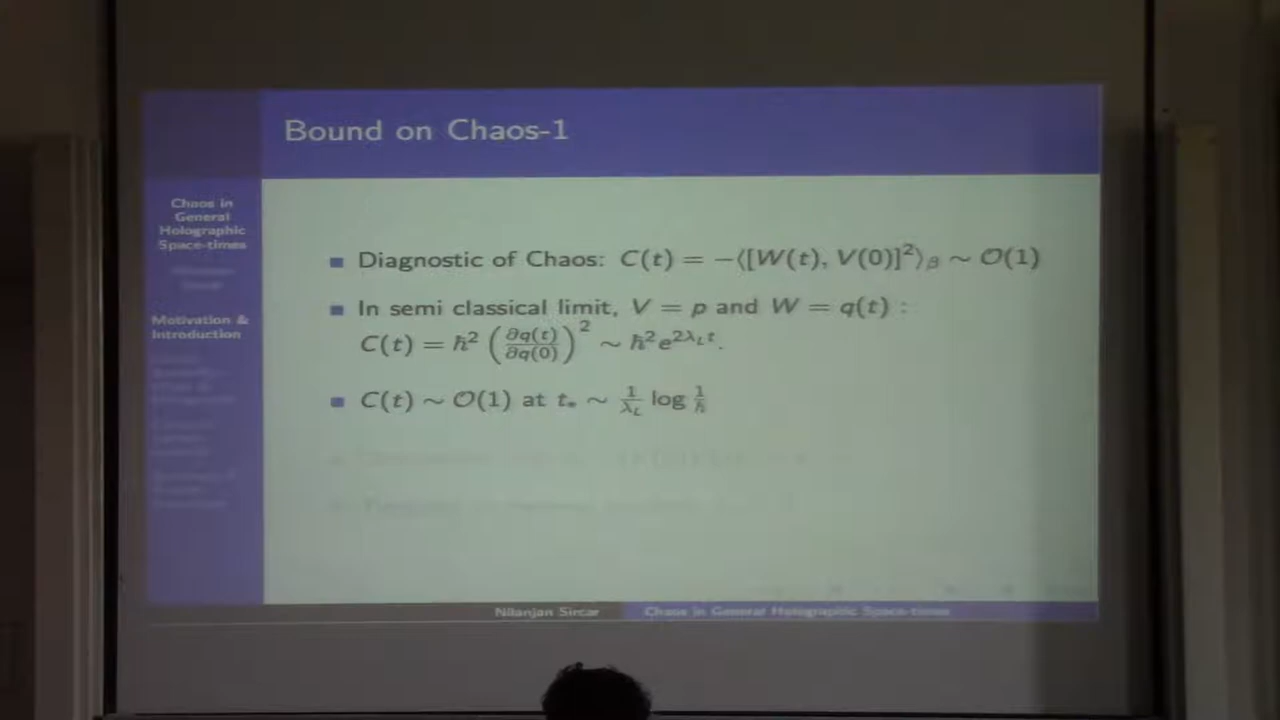 Bound on Chaos-1
Chaos in
General
Holographic
Space-times
Motivation &
Introduction
Diagnostic of Chaos: C(t) = −⟨[W(t), V(0)]²⟩_β ∼ O(1)
In semi classical limit, V = p and W = q(t) :
C(t) = ℏ² (∂q(t)/∂q(0))² ∼ ℏ²e^{2λ_L t}.
C(t) ∼ O(1) at t_* ∼ 1/λ_L log 1/ℏ
Nilanjan Sircar Chaos in General Holographic Space-times